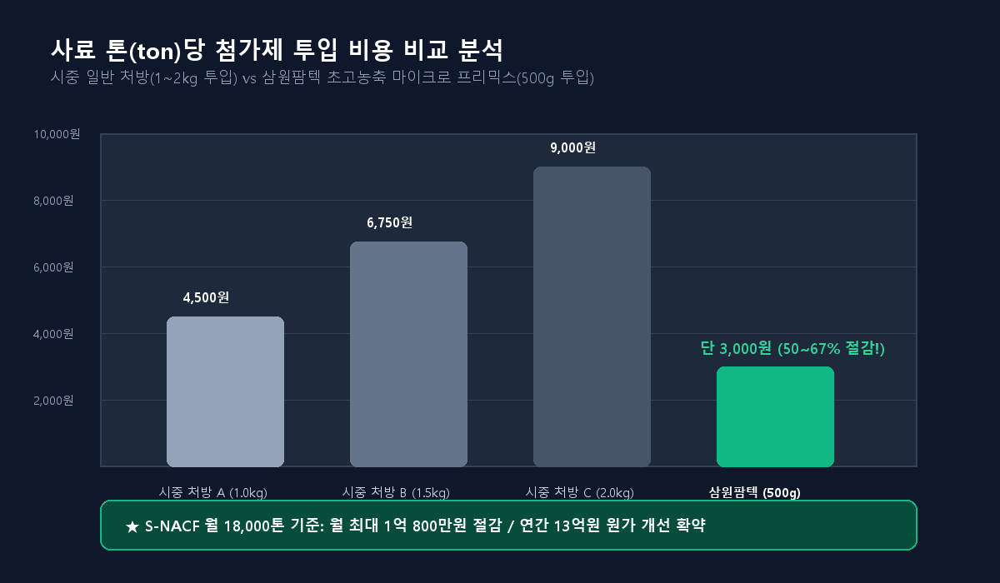 사료 톤(ton)당 첨가제 투입 비용 비교 분석
시중 일반 처방(1~2kg 투입) vs 삼원팜텍 초고농축 마이크로 프리믹스(500g 투입)
10,000원
8,000원
6,000원
4,000원
2,000원
4,500원
6,750원
9,000원
단 3,000원 (50~67% 절감!)
시중 처방 A (1.0kg)
시중 처방 B (1.5kg)
시중 처방 C (2.0kg)
삼원팜텍 (500g)
★ S-NACF 월 18,000톤 기준: 월 최대 1억 800만원 절감 / 연간 13억원 원가 개선 확약